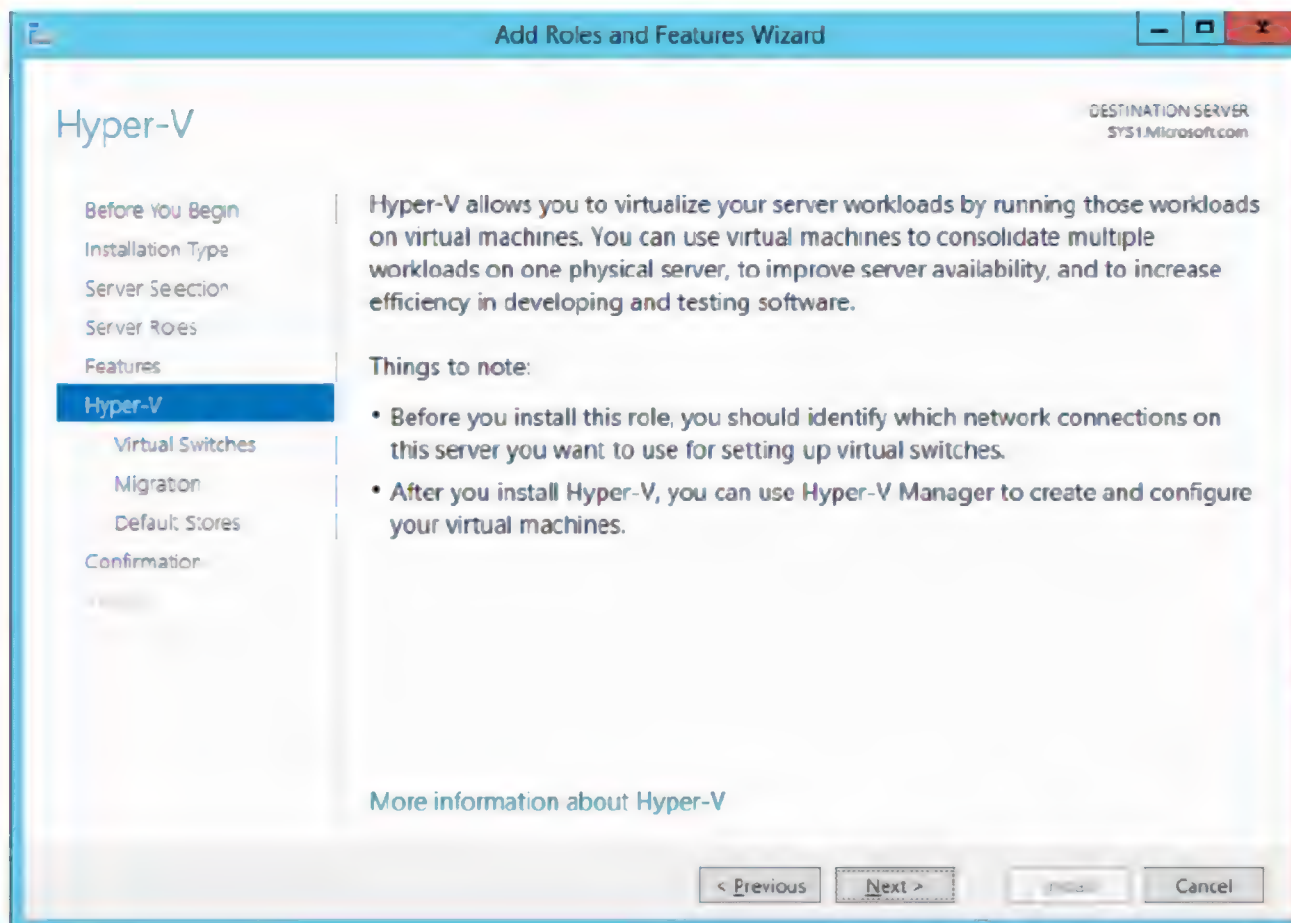 Add Roles and Features Wizard
Hyper-V
DESTINATION SERVER
SYS1.Microsoft.com
Before You Begin
Installation Type
Server Selection
Server Roles
Features
Hyper-V
Virtual Switches
Migration
Default Stores
Confirmation
Hyper-V allows you to virtualize your server workloads by running those workloads
on virtual machines. You can use virtual machines to consolidate multiple
workloads on one physical server, to improve server availability, and to increase
efficiency in developing and testing software.
Things to note:
• Before you install this role, you should identify which network connections on
this server you want to use for setting up virtual switches.
• After you install Hyper-V, you can use Hyper-V Manager to create and configure
your virtual machines.
More information about Hyper-V
< Previous
Next >
Cancel